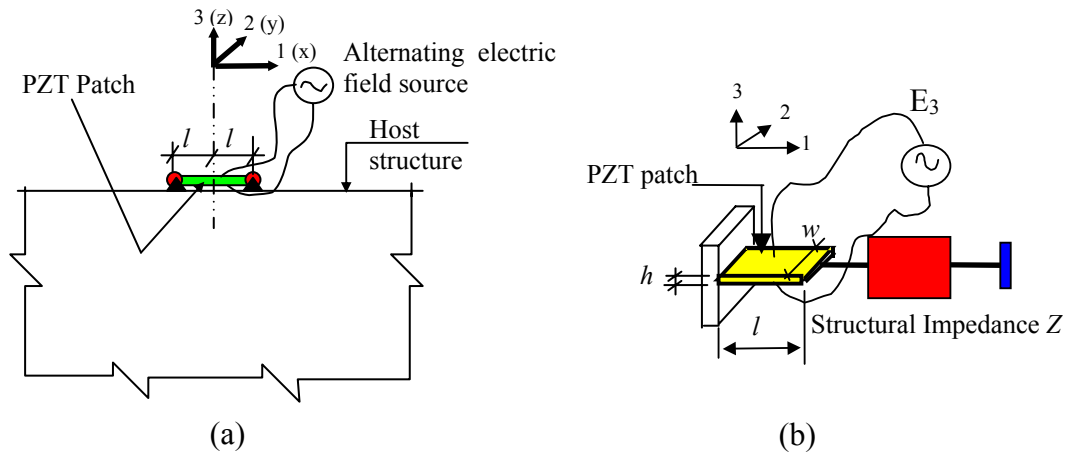 3 (z)
2 (y)
1 (x)
Alternating electric
field source
PZT Patch
l
l
Host
structure
(a)
E3
3
2
1
PZT patch
w
h
l
Structural Impedance Z
(b)